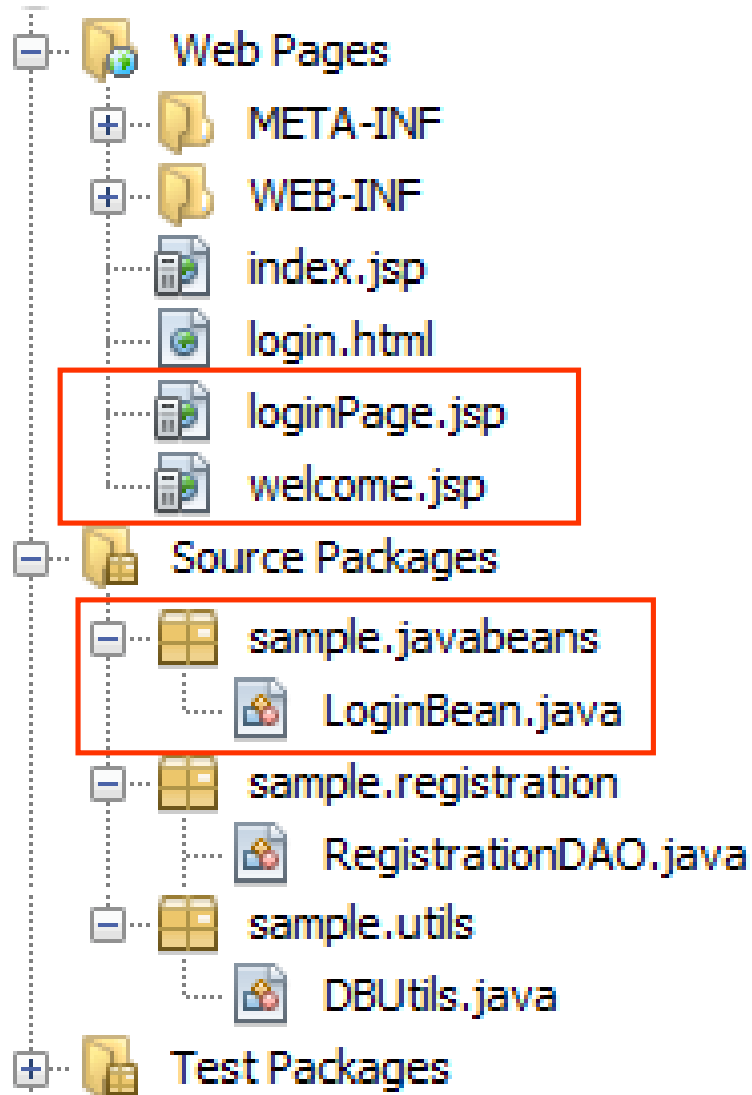 Web Pages
META-INF
WEB-INF
index.jsp
login.html
loginPage.jsp
welcome.jsp
Source Packages
sample.javabeans
LoginBean.java
sample.registration
RegistrationDAO.java
sample.utils
DBUtils.java
Test Packages